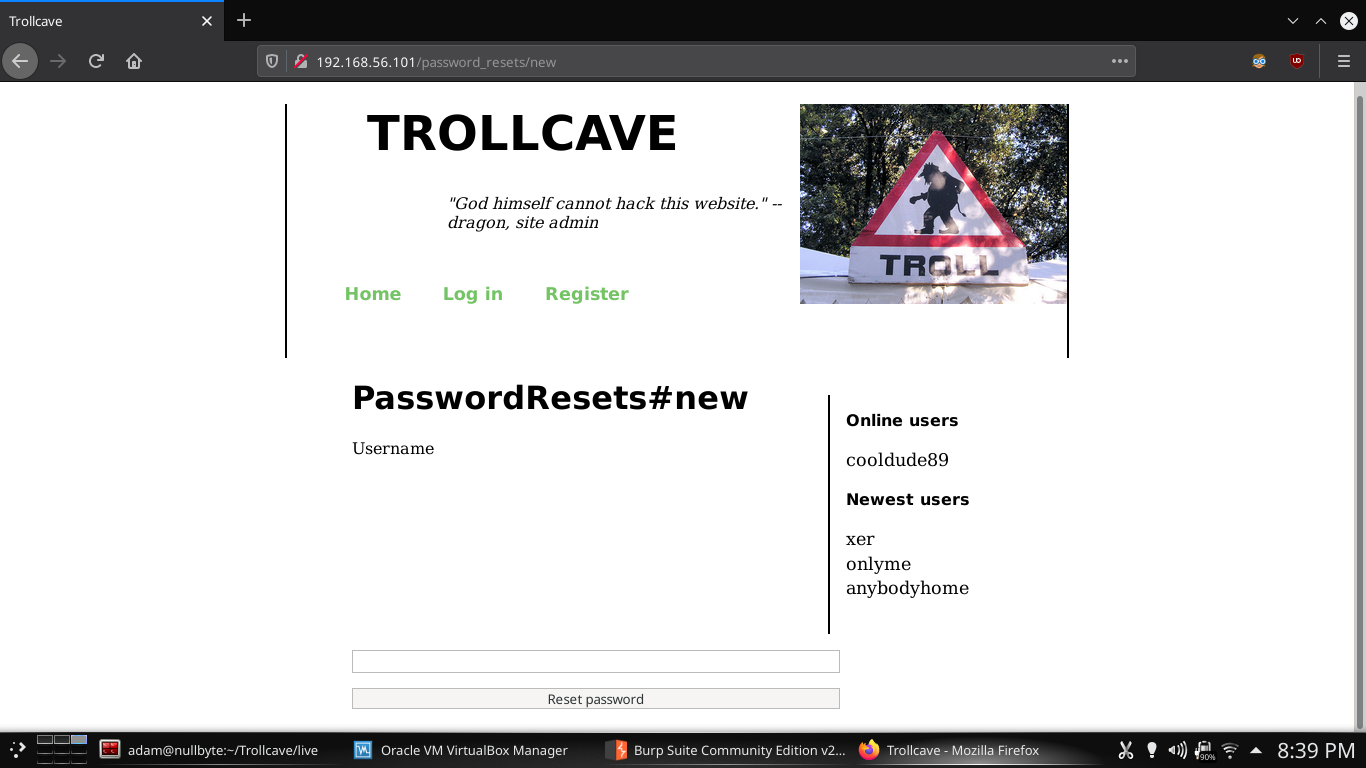 Trollcave
192.168.56.101/password_resets/new
TROLLCAVE
"God himself cannot hack this website." --
dragon, site admin
TROLL
Home Log in Register
PasswordResets#new
Username
Online users
cooldude89
Newest users
xer
onlyme
anybodyhome
Reset password
adam@nullbyte:~/Trollcave/live
Oracle VM VirtualBox Manager
Burp Suite Community Edition v2...
Trollcave - Mozilla Firefox
90%
8:39 PM